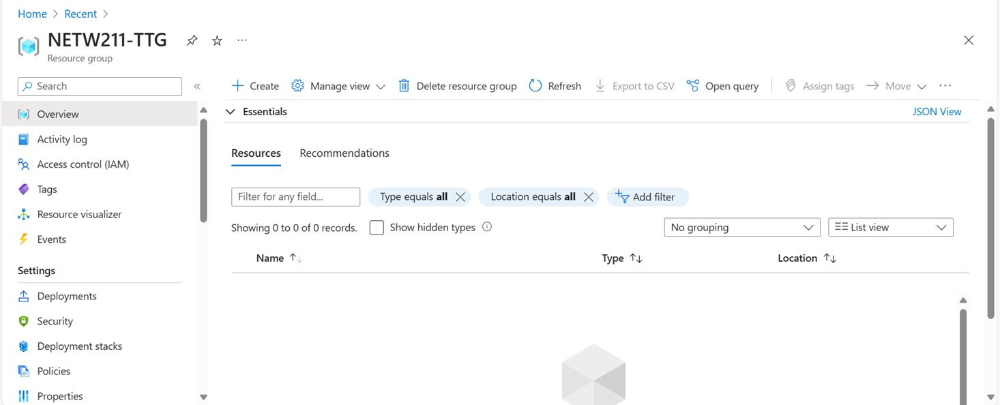 Home > Recent >
NETW211-TTG ...
Resource group
Search «
Overview
Activity log
Access control (IAM)
Tags
Resource visualizer
Events
Settings
Deployments
Security
Deployment stacks
Policies
Properties
Create Manage view Delete resource group Refresh Export to CSV Open query Assign tags Move ...
Essentials JSON View
Resources Recommendations
Filter for any field... Type equals all Location equals all Add filter
Showing 0 to 0 of 0 records. Show hidden types No grouping List view
Name Type Location